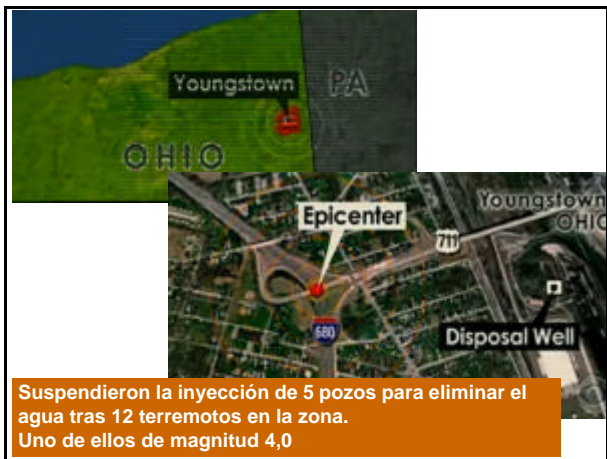 Youngstown
PA
OHIO
Epicenter
Youngstown
OHIO
711
680
Disposal Well
Suspendieron la inyección de 5 pozos para eliminar el
agua tras 12 terremotos en la zona.
Uno de ellos de magnitud 4,0